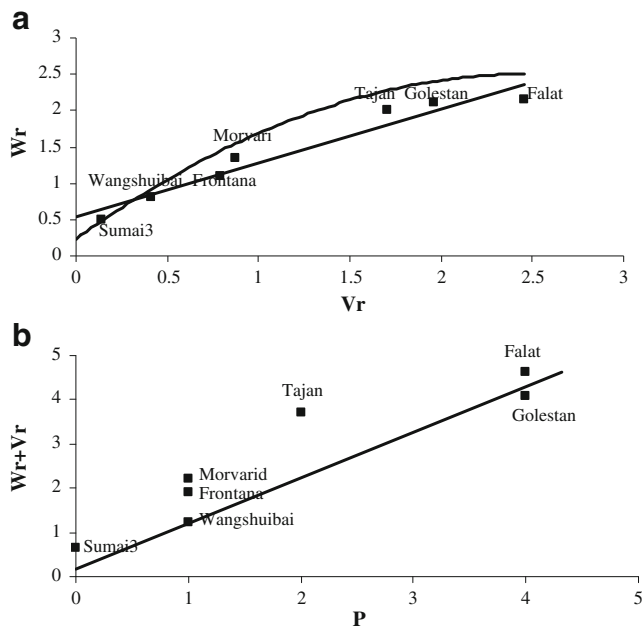 a
Wr
3
2.5
2
1.5
1
0.5
0
Tajan Golestan
Falat
Morvari
Wangshuibai Frontana
Sumai3
0 0.5 1 1.5 2 2.5 3
Vr
b
Wr+Vr
5
4
3
2
1
0
Falat
Tajan
Golestan
Morvarid
Frontana
Wangshuibai
Sumai3
0 1 2 3 4 5
P